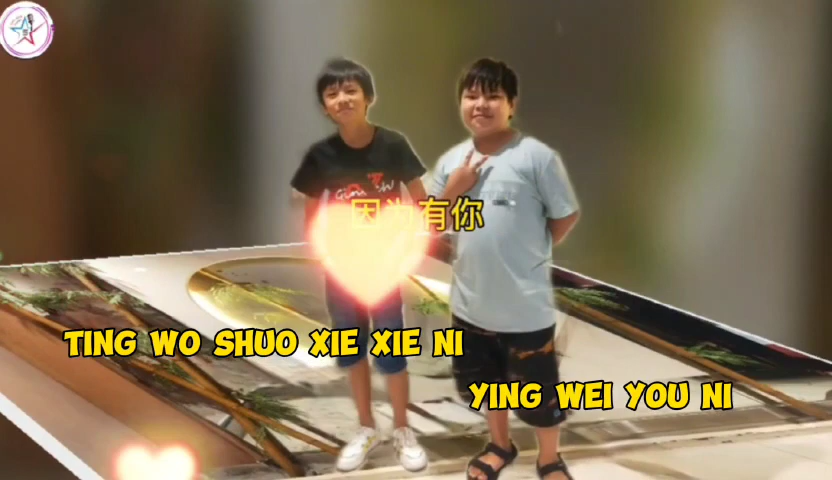 因为有你
TING WO SHUO XIE XIE NI
YING WEI YOU NI